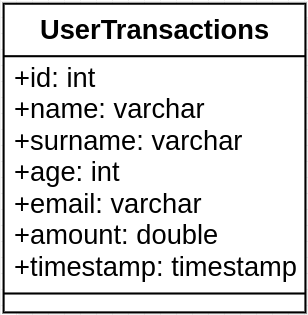 UserTransactions
+id: int
+name: varchar
+surname: varchar
+age: int
+email: varchar
+amount: double
+timestamp: timestamp